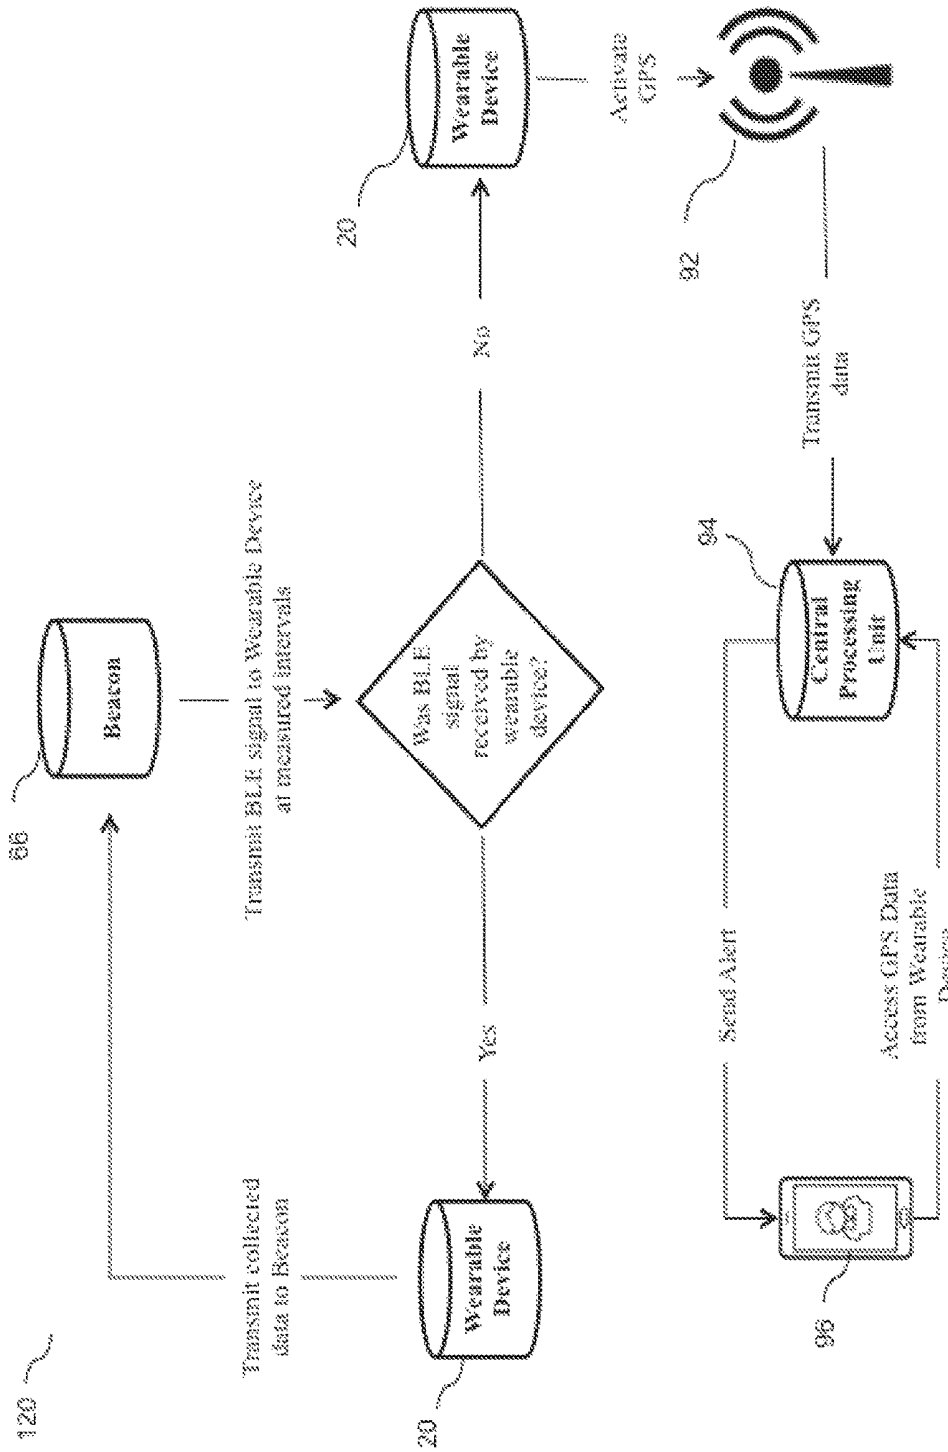 120
66
Beacon
Transmit collected
data to Beacon
Transmit BLE signal to Wearable Device
at measured intervals
20
Wearable
Device
Yes
Was BLE
signal
received by
wearable
device?
No
20
Wearable
Device
Activate
GPS
92
Transmit GPS
data
94
Central
Processing
Unit
Send Alert
96
Access GPS Data
from Wearable